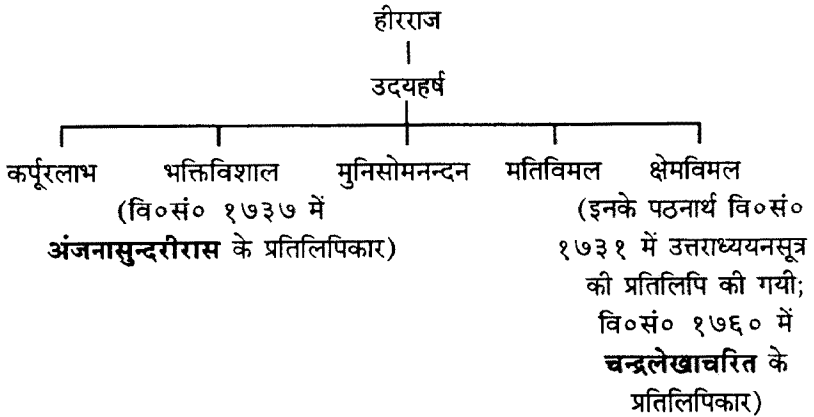 हीरराज
उदयहर्ष
कर्पूरलाभ भक्तिविशाल मुनिसोमनन्दन मतिविमल क्षेमविमल
(वि०सं० १७३७ में
अंजनासुन्दरीरास के प्रतिलिपिकार)
(इनके पठनार्थ वि०सं०
१७३१ में उत्तराध्ययनसूत्र
की प्रतिलिपि की गयी;
वि०सं० १७६० में
चन्द्रलेखाचरित के
प्रतिलिपिकार)